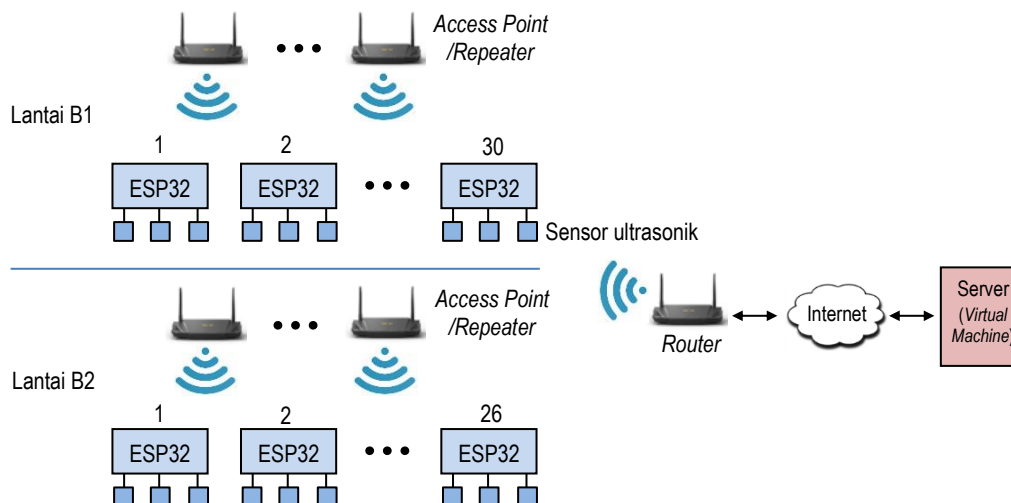 Access Point
/Repeater
Lantai B1
1 2 30
ESP32 ESP32 ESP32
Sensor ultrasonik
Access Point
/Repeater
Lantai B2
1 2 26
ESP32 ESP32 ESP32
Router
Internet
Server
(Virtual
Machine)